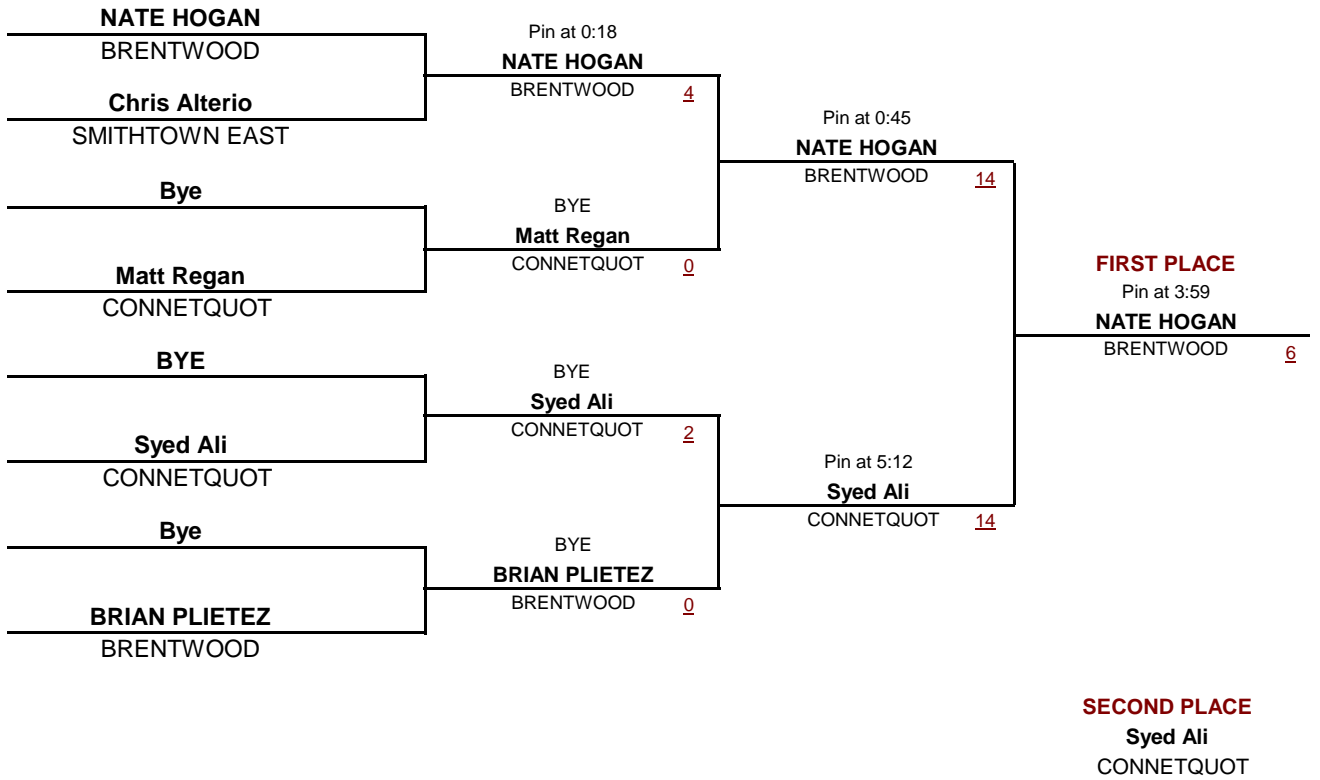 NATE HOGAN
BRENTWOOD
Chris Alterio
SMITHTOWN EAST
Bye
Matt Regan
CONNETQUOT
BYE
Syed Ali
CONNETQUOT
Bye
BRIAN PLIETEZ
BRENTWOOD
Pin at 0:18
NATE HOGAN
BRENTWOOD 4
BYE
Matt Regan
CONNETQUOT 0
BYE
Syed Ali
CONNETQUOT 2
BYE
BRIAN PLIETEZ
BRENTWOOD 0
Pin at 0:45
NATE HOGAN
BRENTWOOD 14
Pin at 5:12
Syed Ali
CONNETQUOT 14
FIRST PLACE
Pin at 3:59
NATE HOGAN
BRENTWOOD 6
SECOND PLACE
Syed Ali
CONNETQUOT